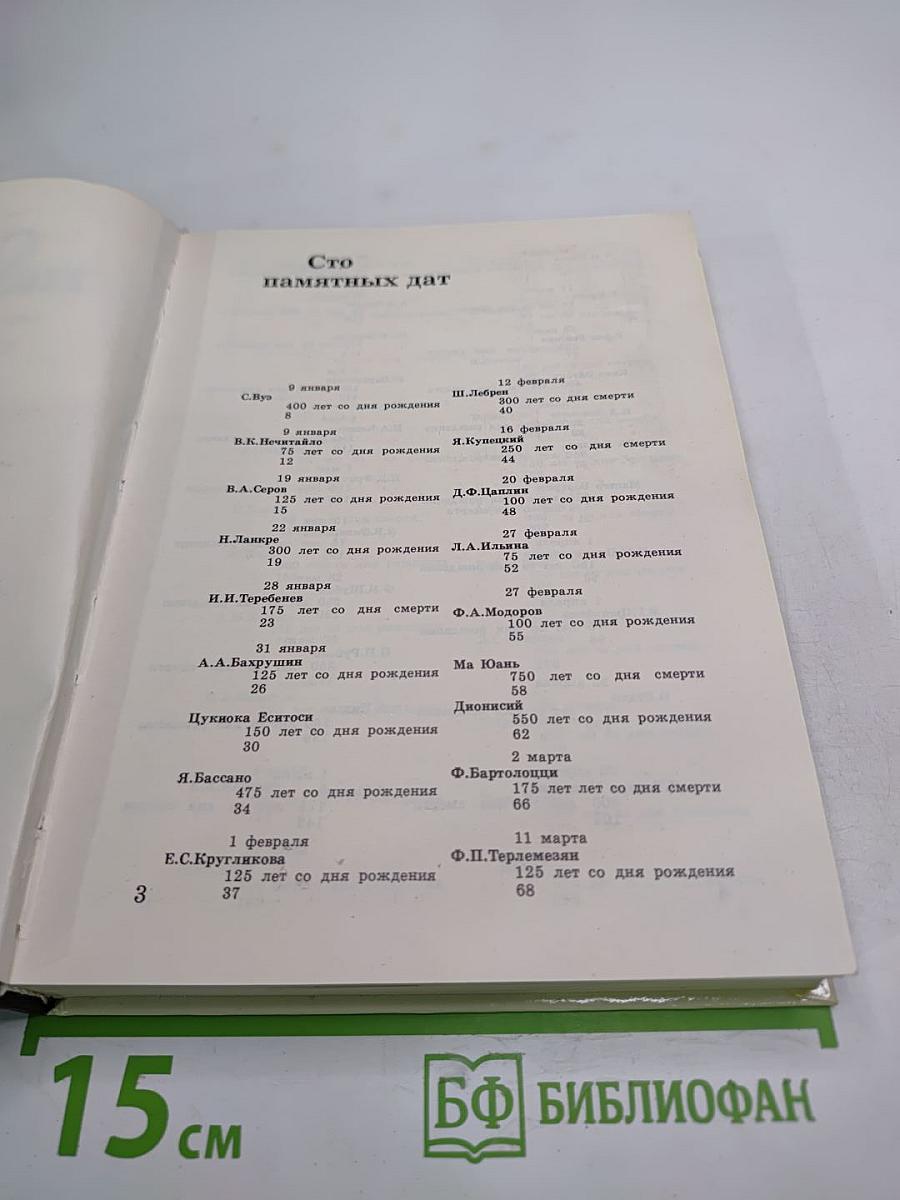 Сто
памятных дат
9 января
С.Вуэ
400 лет со дня рождения
8
9 января
В.К.Нечитайло
75 лет со дня рождения
12
19 января
В.А.Серов
125 лет со дня рождения
15
22 января
Н.Ланкре
300 лет со дня рождения
19
28 января
И.И.Теребенев
175 лет со дня смерти
23
31 января
А.А.Бахрушин
125 лет со дня рождения
26
Цукиока Еситоси
150 лет со дня рождения
30
Я.Бассано
475 лет со дня рождения
34
1 февраля
Е.С.Кругликова
125 лет со дня рождения
37
12 февраля
Ш.Лебрен
300 лет со дня смерти
40
16 февраля
Я.Купецкий
250 лет со дня смерти
44
20 февраля
Д.Ф.Цаплин
100 лет со дня рождения
48
27 февраля
Л.А.Ильина
75 лет со дня рождения
52
27 февраля
Ф.А.Модоров
100 лет со дня рождения
55
Ма Юань
750 лет со дня смерти
58
Дионисий
550 лет со дня рождения
62
2 марта
Ф.Бартолоцци
175 лет лет со дня смерти
66
11 марта
Ф.П.Терлемезян
125 лет со дня рождения
68
3
15 см
БФ БИБЛИОФАН